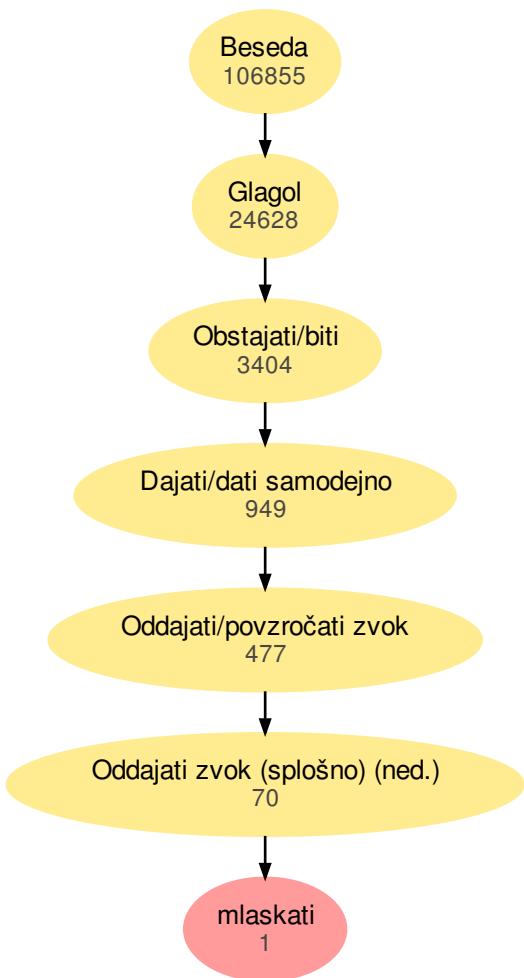 Beseda
106855
Glagol
24628
Obstajati/biti
3404
Dajati/dati samodejno
949
Oddajati/povzročati zvok
477
Oddajati zvok (splošno) (ned.)
70
mlaskati
1